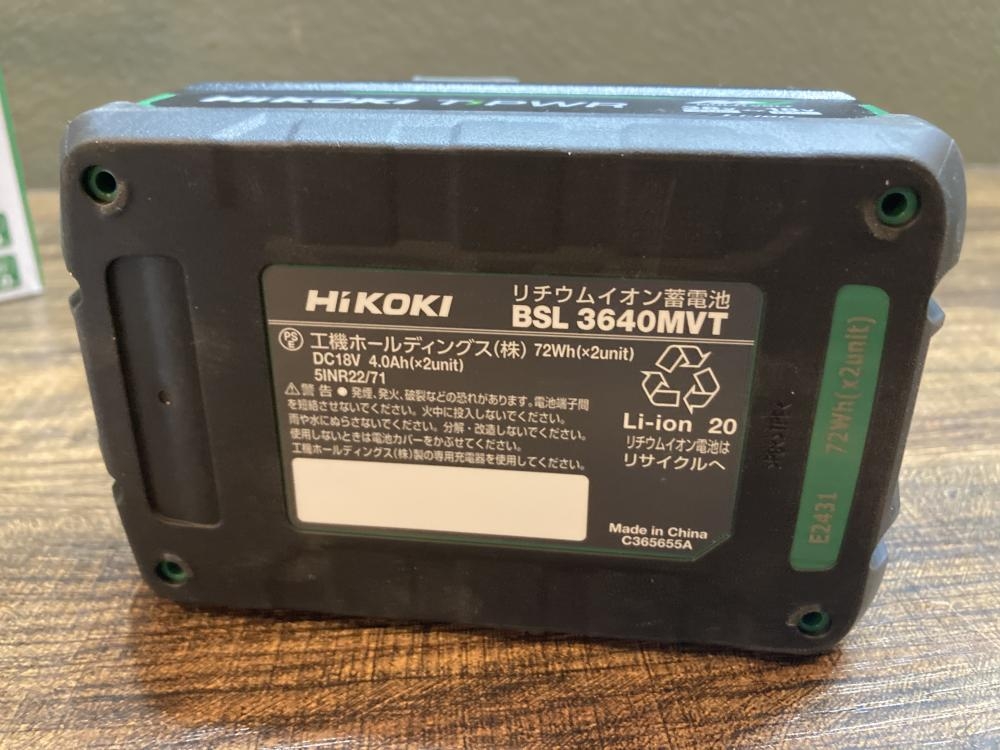 HiKOKI TiPWR
HiKOKI
リチウムイオン蓄電池
BSL 3640MVT
PS
E
工機ホールディングス(株) 72Wh(×2unit)
DC18V 4.0Ah(×2unit)
5INR22/71
⚠警告 ● 発煙、発火、破裂などの恐れがあります。電池端子間
を短絡させないでください。火中に投入しないでください。
雨や水にぬらさないでください。分解・改造しないでください。
使用しないときは電池カバーをかぶせてください。
工機ホールディングス(株)製の専用充電器を使用してください。
Li-ion 20
リチウムイオン電池は
リサイクルへ
Made in China
C365655A
E2431 72Wh(x2unit)